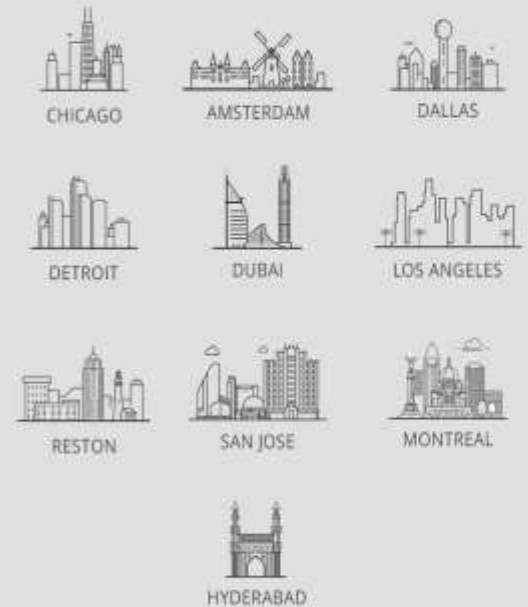 CHICAGO
AMSTERDAM
DALLAS
DETROIT
DUBAI
LOS ANGELES
RESTON
SAN JOSE
MONTREAL
HYDERABAD